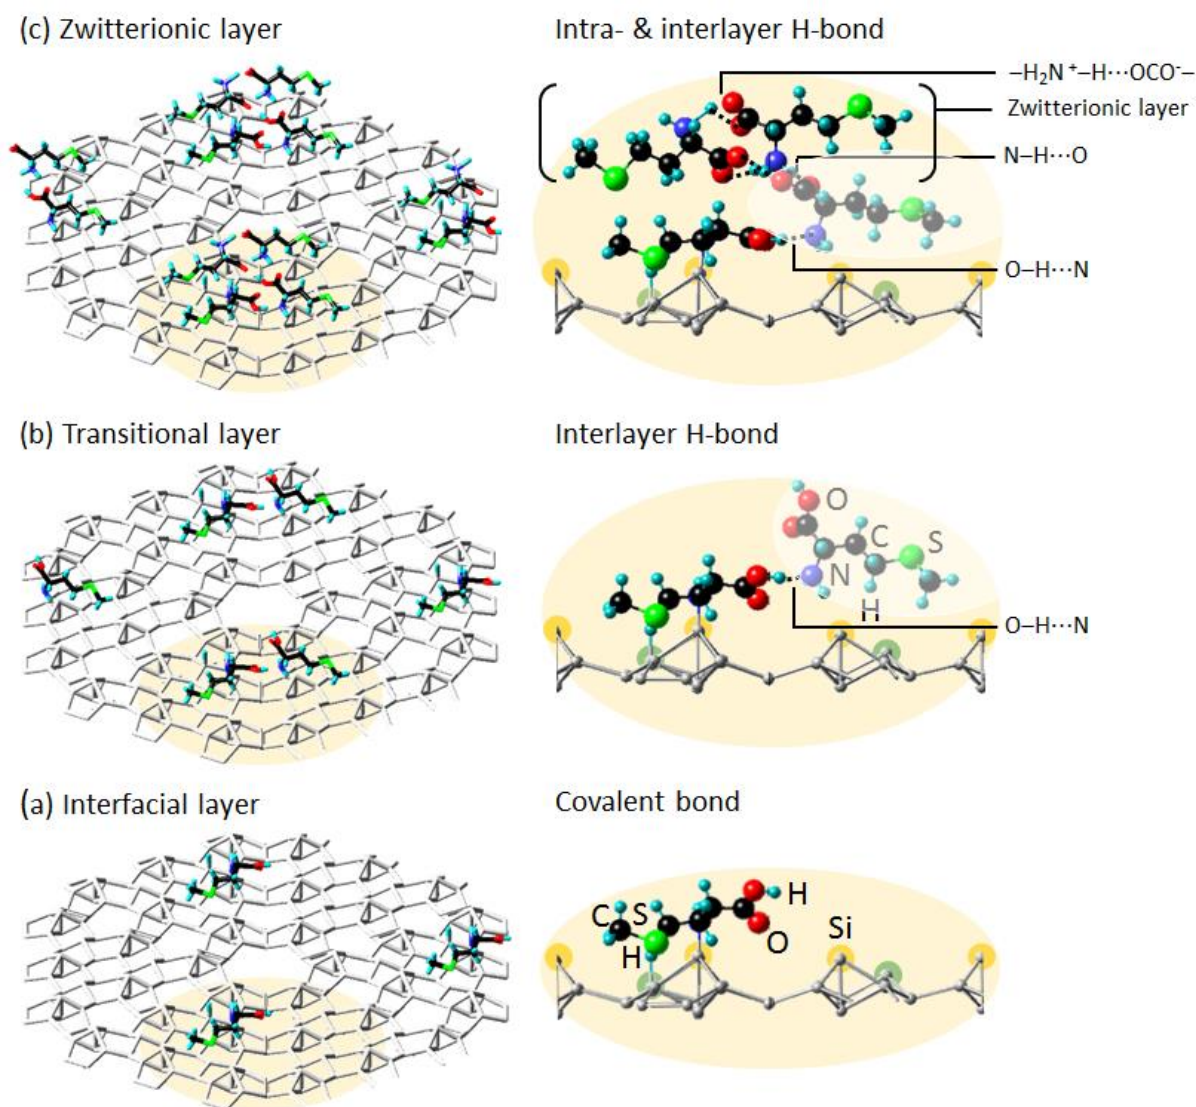 (c) Zwitterionic layer
Intra- & interlayer H-bond
–H₂N⁺–H···OCO⁻–
Zwitterionic layer
N–H···O
O–H···N
(b) Transitional layer
Interlayer H-bond
O
C
S
N
H
O–H···N
(a) Interfacial layer
Covalent bond
H
C
S
O
Si
H